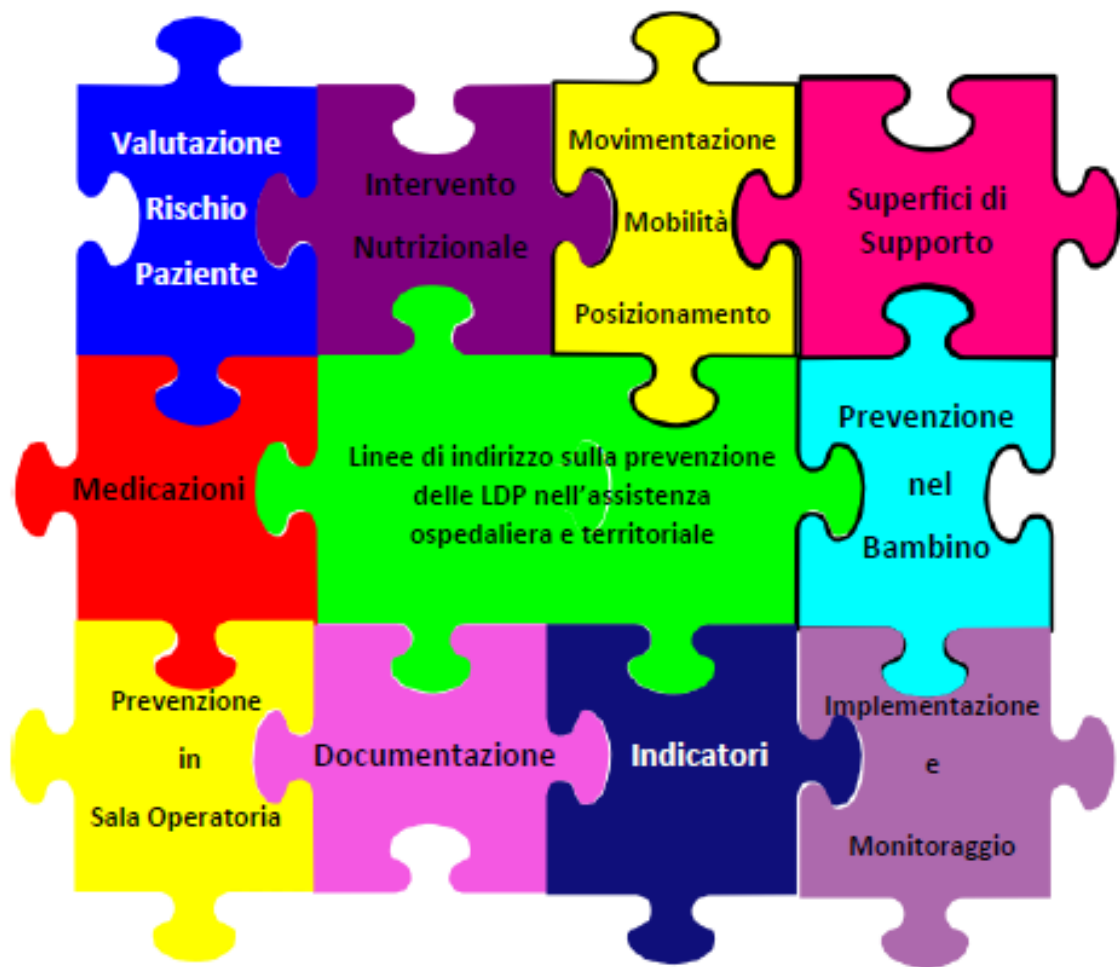 Valutazione
Rischio
Paziente
Intervento
Nutrizionale
Movimentazione
Mobilità
Posizionamento
Superfici di
Supporto
Medicazioni
Linee di indirizzo sulla prevenzione
delle LDP nell'assistenza
ospedaliera e territoriale
Prevenzione
nel
Bambino
Prevenzione
in
Sala Operatoria
Documentazione
Indicatori
Implementazione
e
Monitoraggio